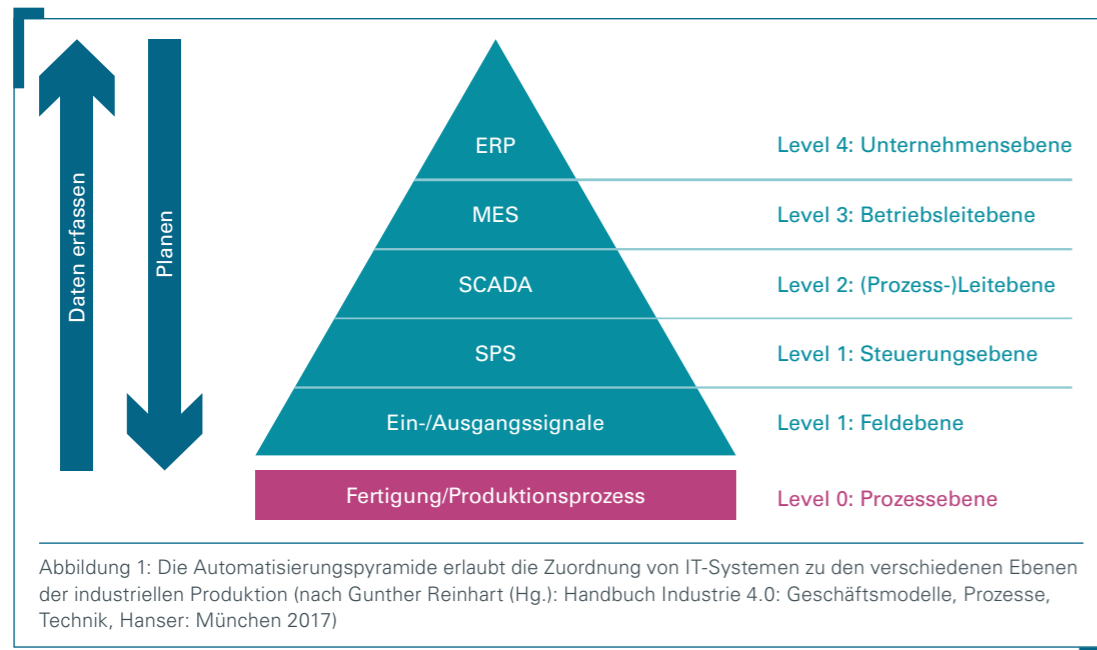 Daten erfassen
Planen
ERP
Level 4: Unternehmensebene
MES
Level 3: Betriebsleitebene
SCADA
Level 2: (Prozess-)Leitebene
SPS
Level 1: Steuerungsebene
Ein-/Ausgangssignale
Level 1: Feldebene
Fertigung/Produktionsprozess
Level 0: Prozessebene
Abbildung 1: Die Automatisierungspyramide erlaubt die Zuordnung von IT-Systemen zu den verschiedenen Ebenen
der industriellen Produktion (nach Gunther Reinhart (Hg.): Handbuch Industrie 4.0: Geschäftsmodelle, Prozesse,
Technik, Hanser: München 2017)